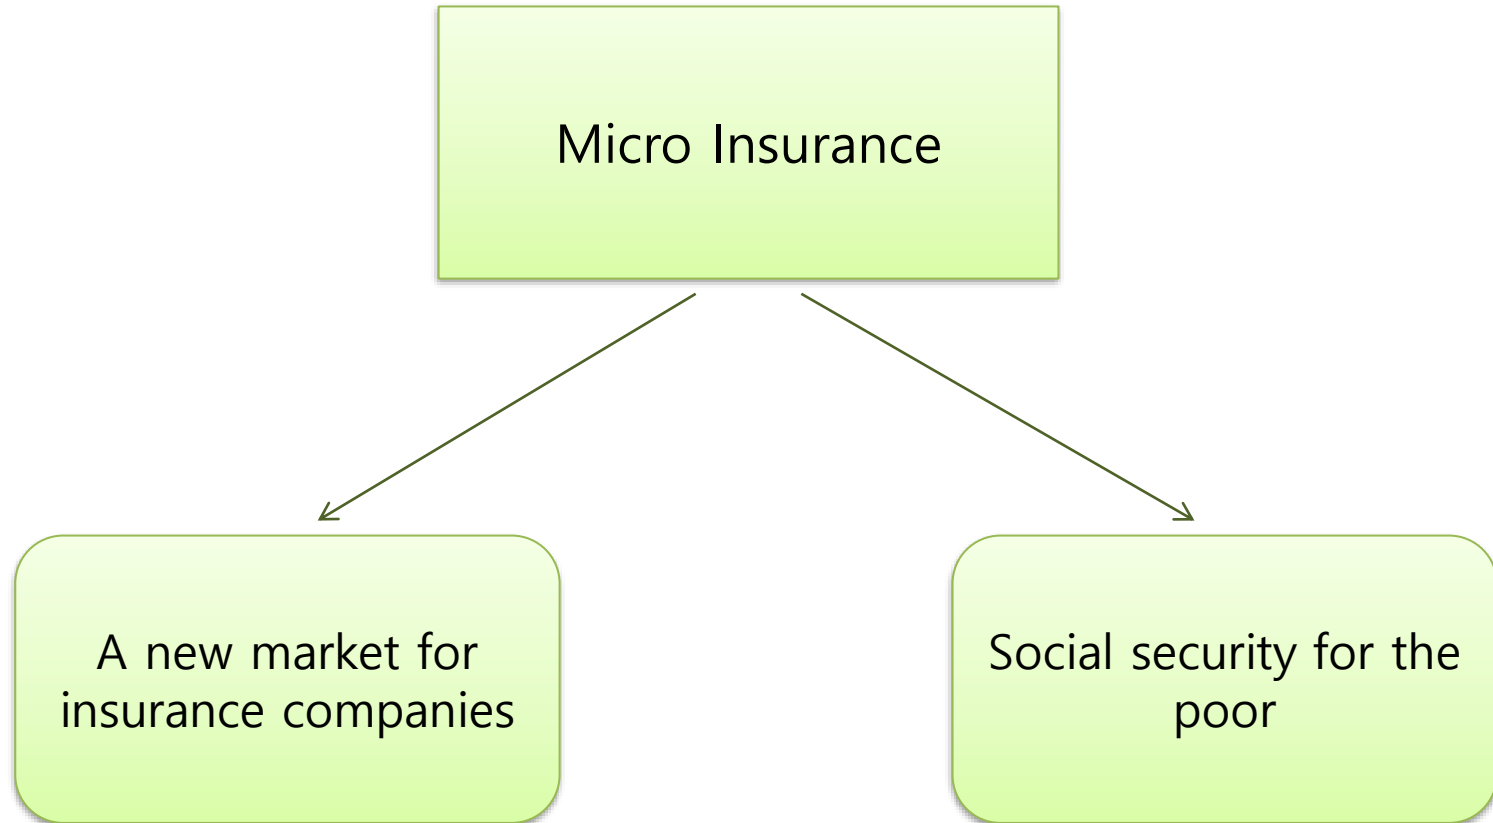 Micro Insurance
A new market for
insurance companies
Social security for the
poor